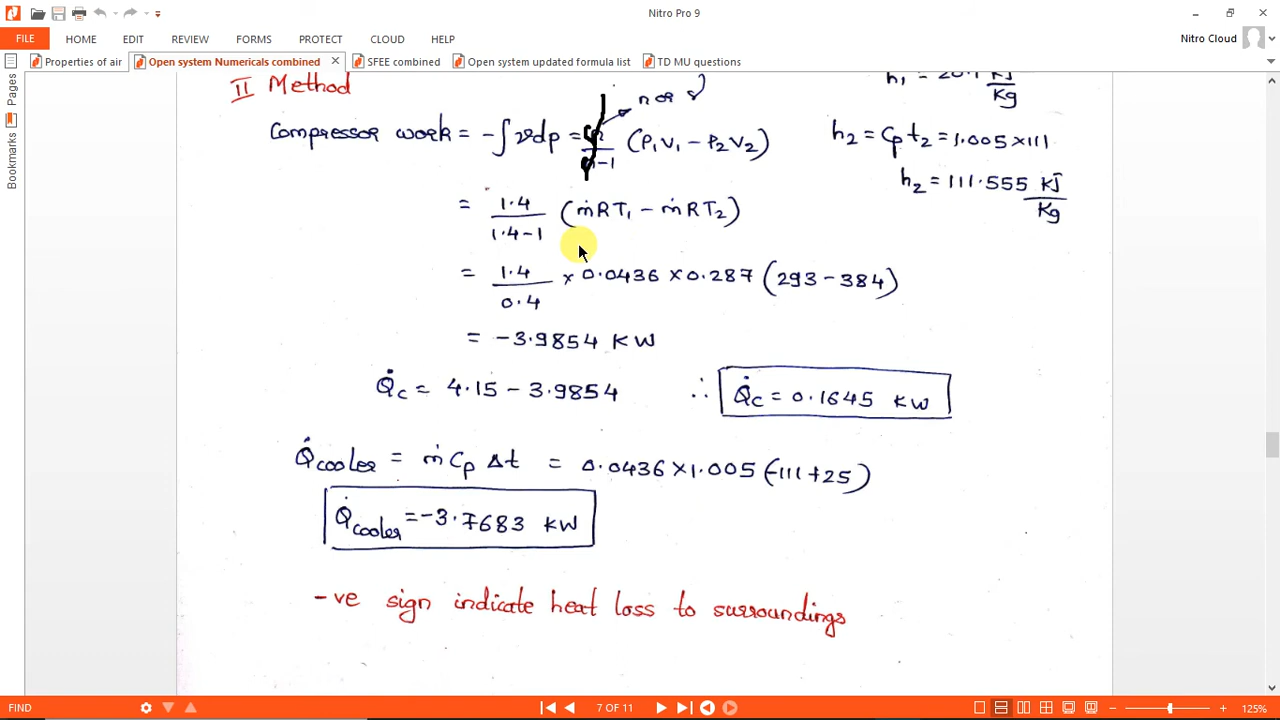 Nitro Pro 9
FILE HOME EDIT REVIEW FORMS PROTECT CLOUD HELP Nitro Cloud
Properties of air Open system Numericals combined SFEE combined Open system updated formula list TD MU questions
Pages
Bookmarks
II Method
Compressor work = -∫vdp = (P₁V₁ - P₂V₂)
n or γ
= 1.4/(1.4-1) (ṁRT₁ - ṁRT₂)
= 1.4/0.4 × 0.0436 × 0.287 (293 - 384)
= -3.9854 KW
Q̇c = 4.15 - 3.9854 ∴ Q̇c = 0.1645 KW
Q̇cooler = ṁ Cp Δt = 0.0436 × 1.005 (-111 + 25)
Q̇cooler = -3.7683 KW
-ve sign indicate heat loss to surroundings
KJ/Kg
h₂ = Cp t₂ = 1.005 × 111
h₂ = 111.555 KJ/Kg
FIND 7 OF 11 125%